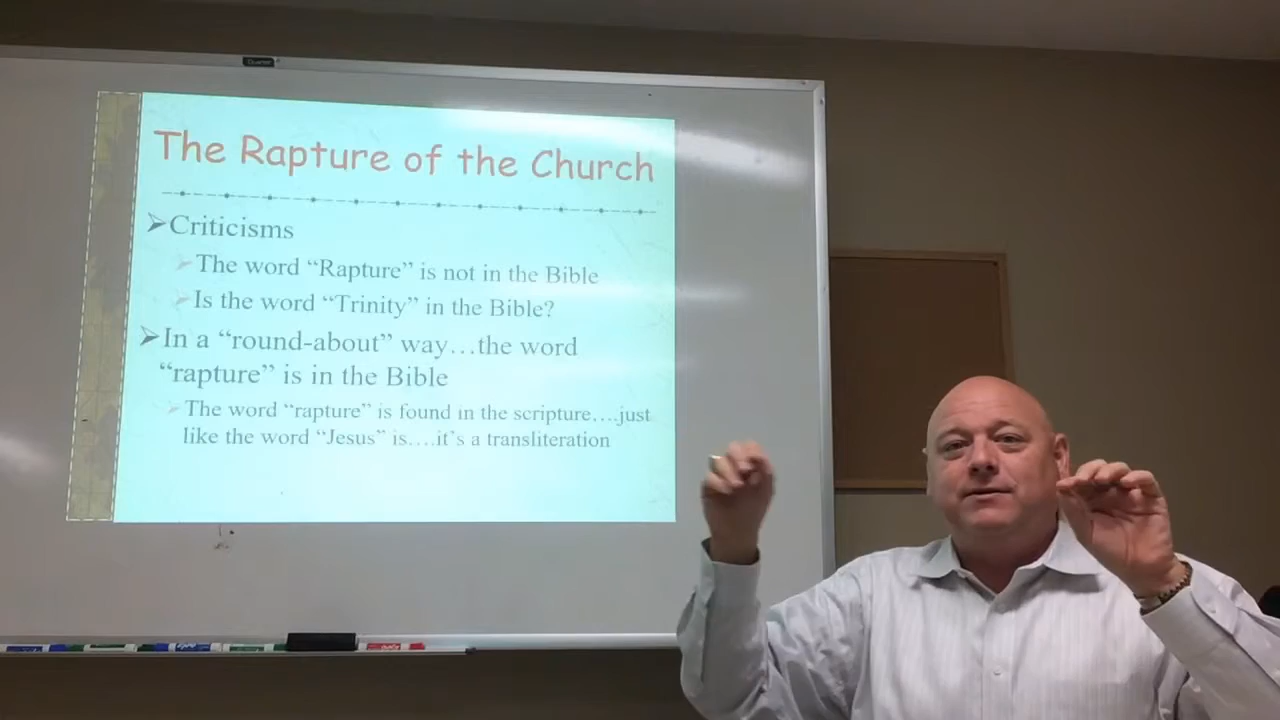 Quartet
The Rapture of the Church
Criticisms
The word “Rapture” is not in the Bible
Is the word “Trinity” in the Bible?
In a “round-about” way…the word
“rapture” is in the Bible
The word “rapture” is found in the scripture….just
like the word “Jesus” is….it’s a transliteration